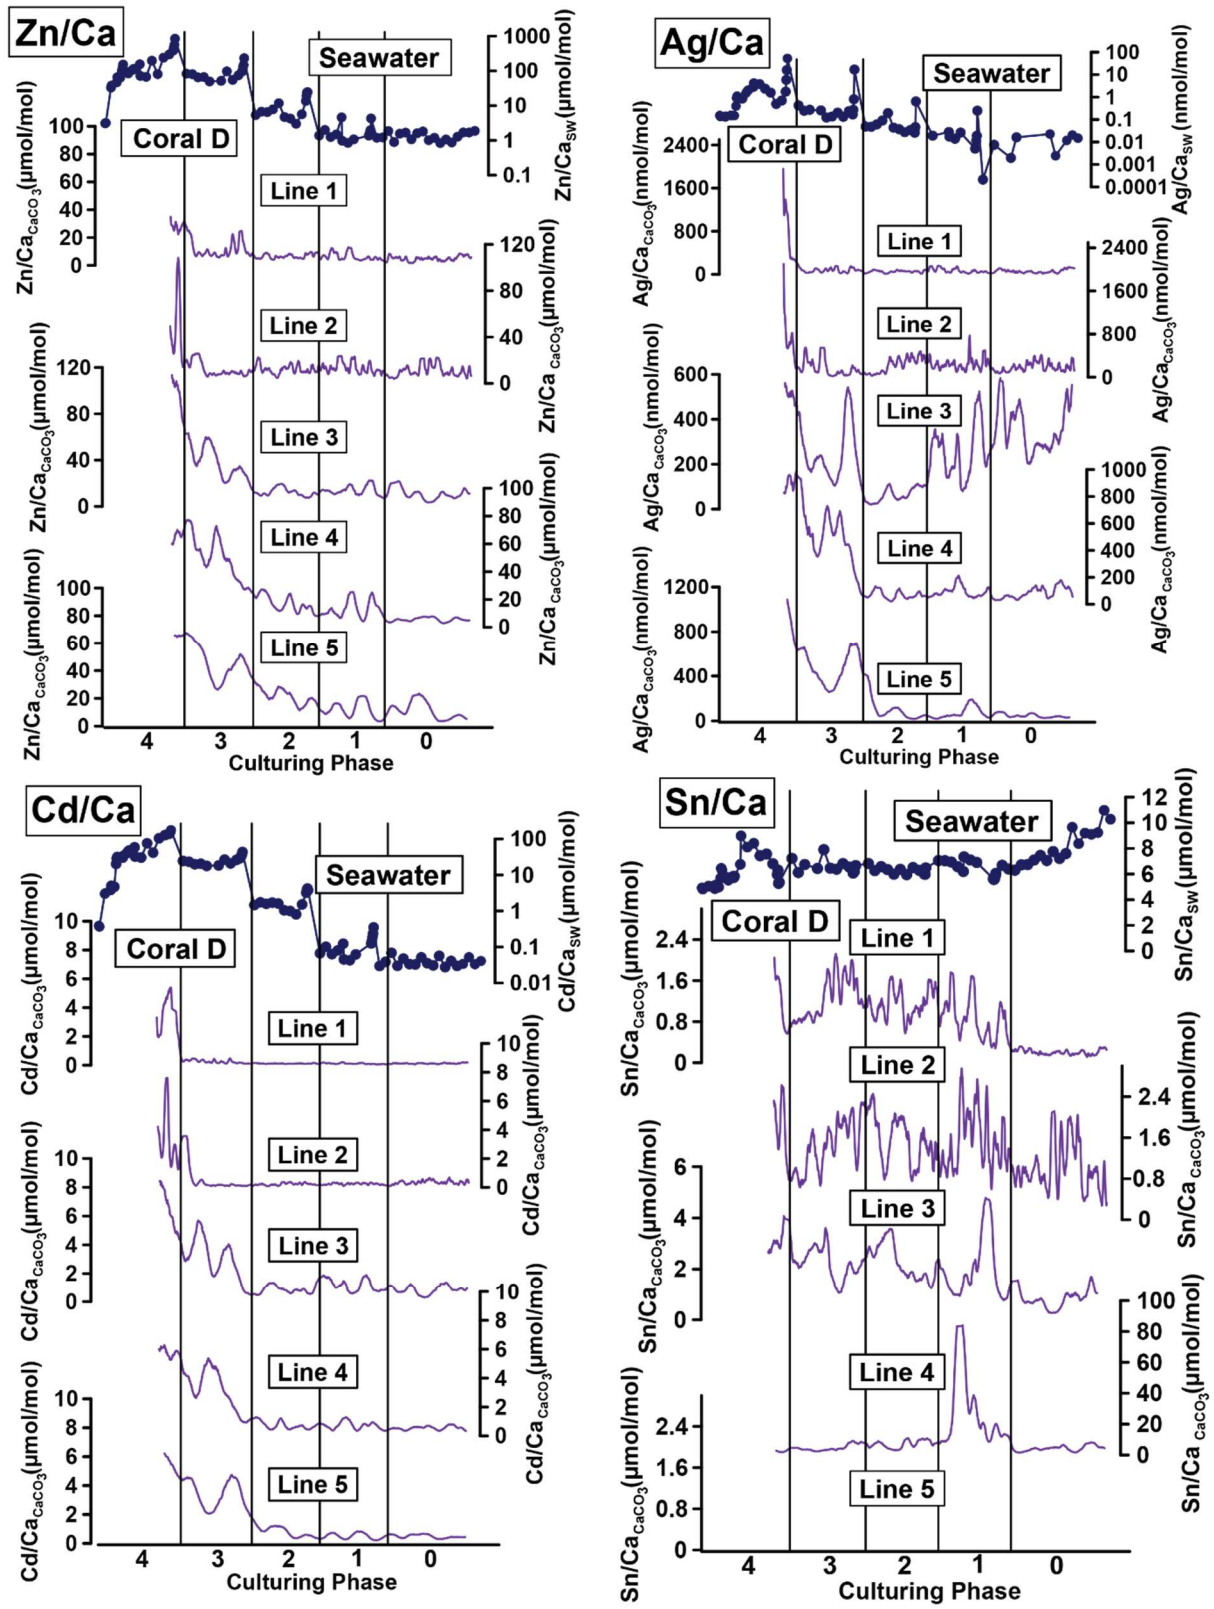 Zn/Ca
Seawater
1000
100
10
1
0.1
Zn/Ca_SW(μmol/mol)
Coral D
100
80
60
40
20
0
Zn/Ca_CaCO3(μmol/mol)
Line 1
120
80
40
0
Zn/Ca_CaCO3(μmol/mol)
Line 2
120
80
40
0
Zn/Ca_CaCO3(μmol/mol)
Line 3
100
80
60
40
20
0
Zn/Ca_CaCO3(μmol/mol)
Line 4
100
80
60
40
20
0
Zn/Ca_CaCO3(μmol/mol)
Line 5
4 3 2 1 0
Culturing Phase
Ag/Ca
Seawater
100
10
1
0.1
0.01
0.001
0.0001
Ag/Ca_SW(nmol/mol)
Coral D
2400
1600
800
0
Ag/Ca_CaCO3(nmol/mol)
Line 1
2400
1600
800
0
Ag/Ca_CaCO3(nmol/mol)
Line 2
600
400
200
0
Ag/Ca_CaCO3(nmol/mol)
Line 3
1000
800
600
400
200
0
Ag/Ca_CaCO3(nmol/mol)
Line 4
1200
800
400
0
Ag/Ca_CaCO3(nmol/mol)
Line 5
4 3 2 1 0
Culturing Phase
Cd/Ca
Seawater
100
10
1
0.1
0.01
Cd/Ca_SW(μmol/mol)
Coral D
10
8
6
4
2
0
Cd/Ca_CaCO3(μmol/mol)
Line 1
10
8
6
4
2
0
Cd/Ca_CaCO3(μmol/mol)
Line 2
10
8
6
4
2
0
Cd/Ca_CaCO3(μmol/mol)
Line 3
10
8
6
4
2
0
Cd/Ca_CaCO3(μmol/mol)
Line 4
10
8
6
4
2
0
Cd/Ca_CaCO3(μmol/mol)
Line 5
4 3 2 1 0
Culturing Phase
Sn/Ca
Seawater
12
10
8
6
4
2
0
Sn/Ca_SW(μmol/mol)
Coral D
2.4
1.6
0.8
0
Sn/Ca_CaCO3(μmol/mol)
Line 1
2.4
1.6
0.8
0
Sn/Ca_CaCO3(μmol/mol)
Line 2
6
4
2
0
Sn/Ca_CaCO3(μmol/mol)
Line 3
100
80
60
40
20
0
Sn/Ca_CaCO3(μmol/mol)
Line 4
2.4
1.6
0.8
0
Sn/Ca_CaCO3(μmol/mol)
Line 5
4 3 2 1 0
Culturing Phase